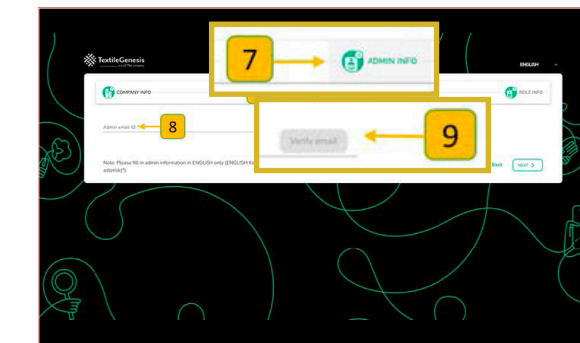 7
ADMIN INFO
TextileGenesis
ENGLISH
COMPANY INFO
ROLE INFO
Admin email ID
8
Verify email
9
Note: Please fill in admin information in ENGLISH only (ENGLISH
asterisk(*).
Back
NEXT >